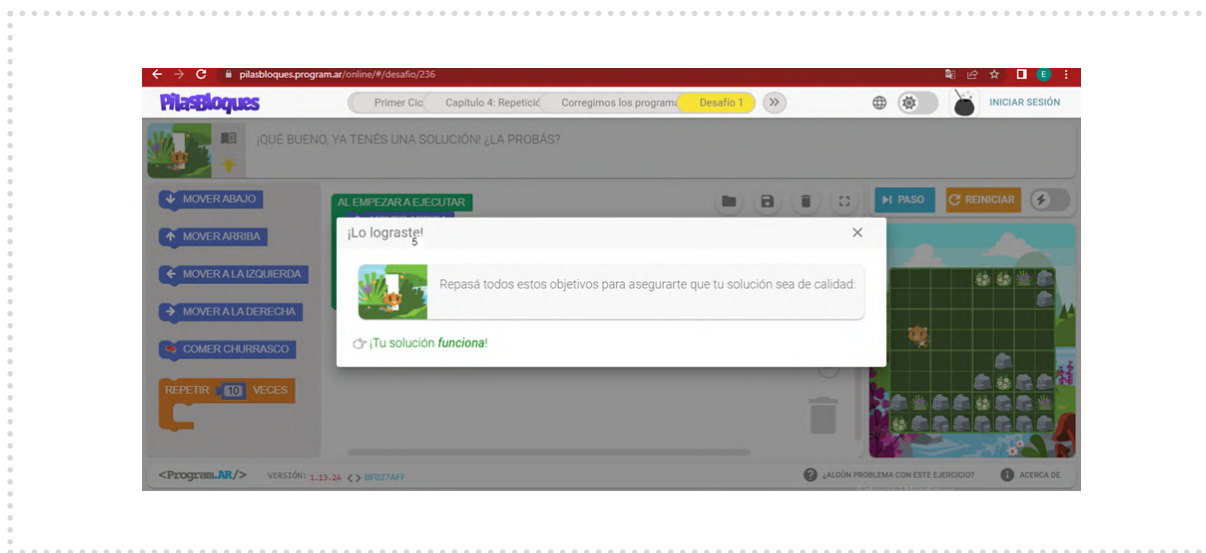 pilasbloques.program.ar/online/#/desafio/236
E
PilasBloques
Primer Cic
Capítulo 4: Repetició
Corregimos los program
Desafío 1
INICIAR SESIÓN
¡QUÉ BUENO, YA TENÉS UNA SOLUCIÓN! ¿LA PROBÁS?
MOVER ABAJO
MOVER ARRIBA
MOVER A LA IZQUIERDA
MOVER A LA DERECHA
COMER CHURRASCO
REPETIR 10 VECES
AL EMPEZAR A EJECUTAR
PASO
REINICIAR
¡Lo lograste!
5
Repasá todos estos objetivos para asegurarte que tu solución sea de calidad:
¡Tu solución funciona!
<Program.AR/>
VERSIÓN: 1.13.2A <> BF027AFF
¿ALGÚN PROBLEMA CON ESTE EJERCICIO?
ACERCA DE